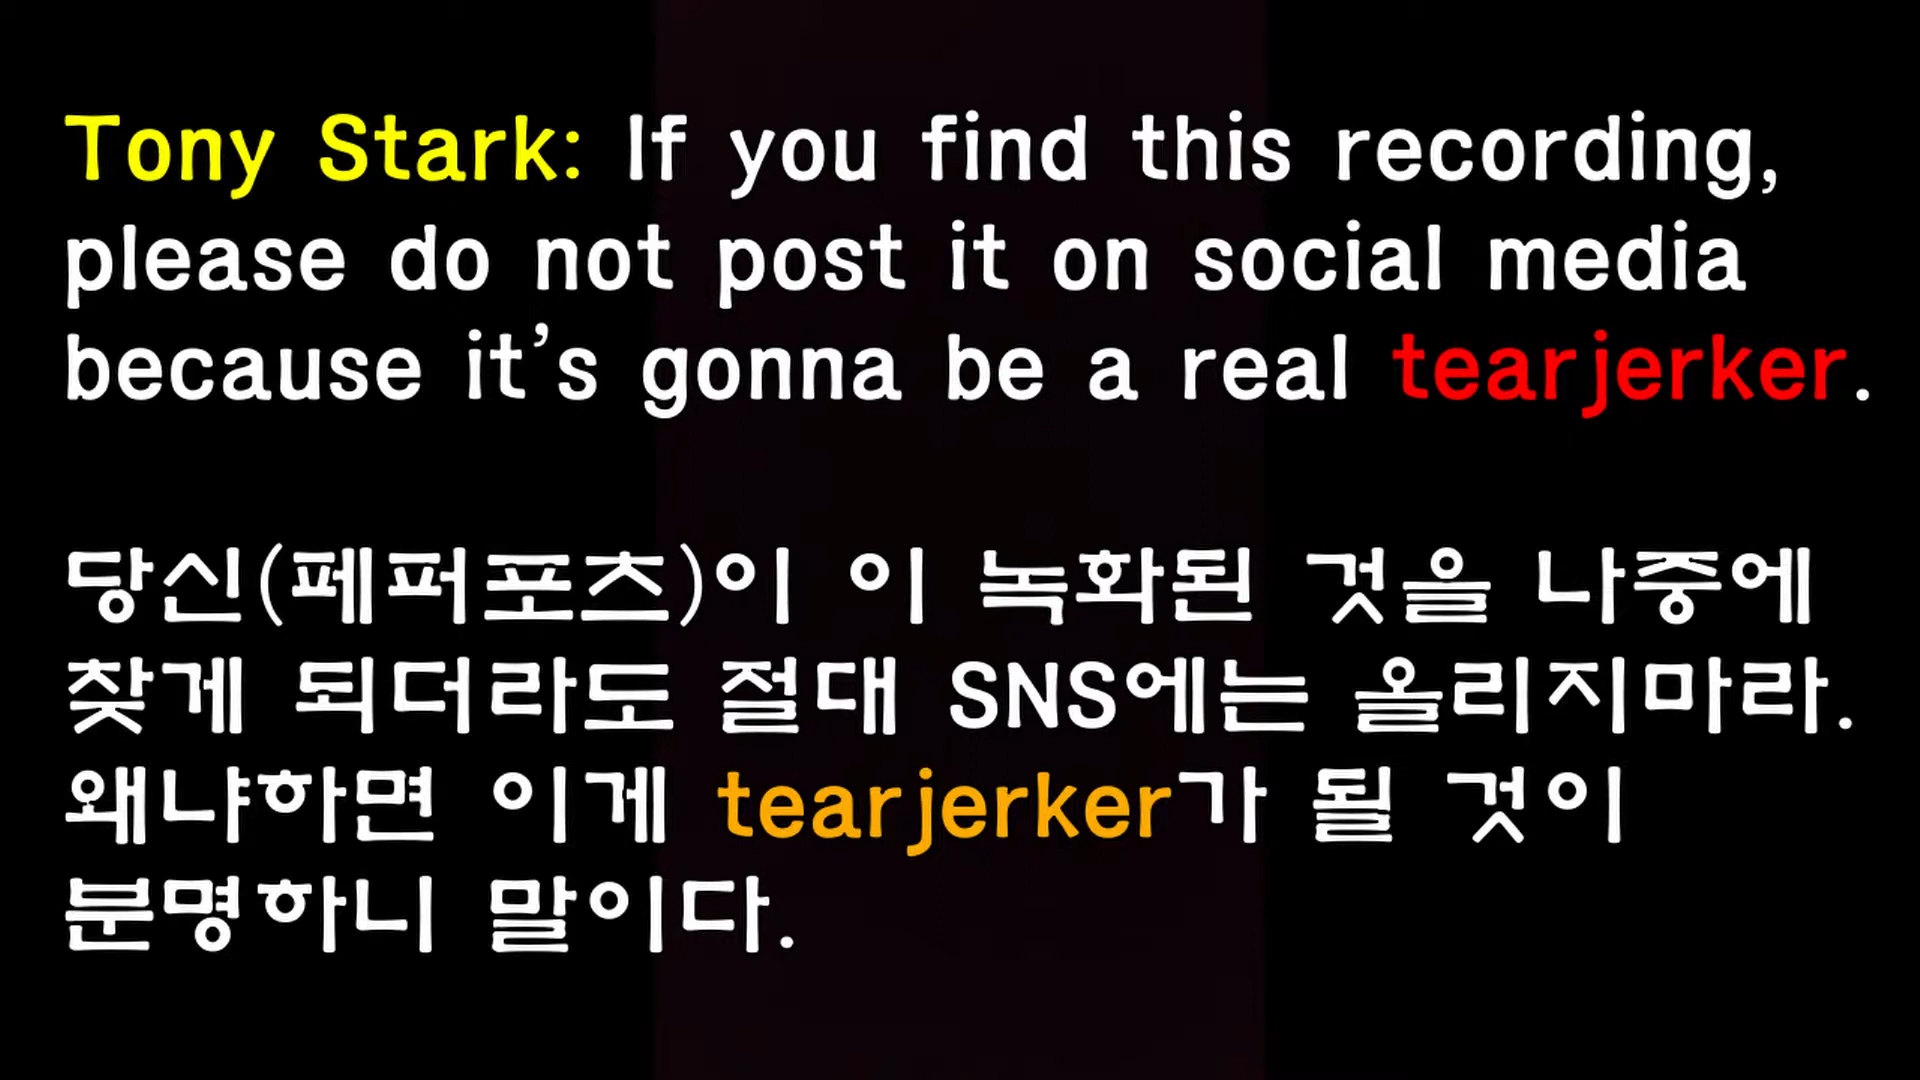 Tony Stark: If you find this recording,
please do not post it on social media
because it's gonna be a real tearjerker.
당신(페퍼포츠)이 이 녹화된 것을 나중에
찾게 되더라도 절대 SNS에는 올리지마라.
왜냐하면 이게 tearjerker가 될 것이
분명하니 말이다.